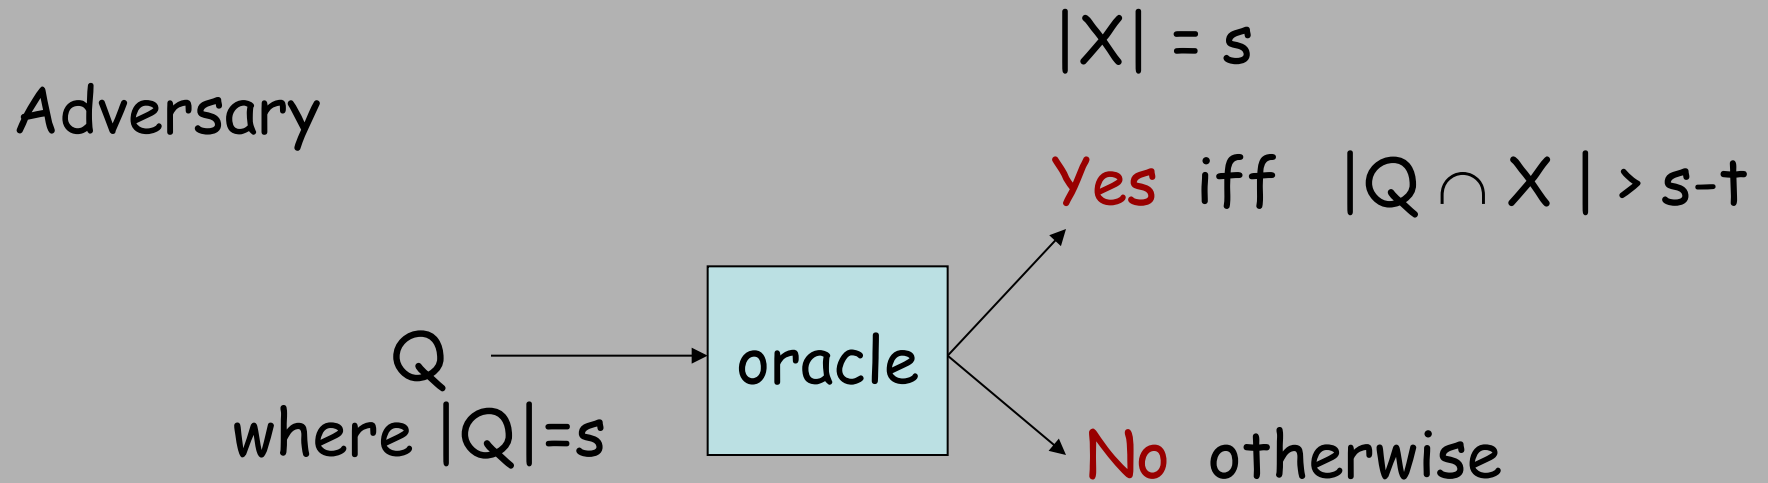 |X| = s
Adversary
Yes iff |Q ∩ X | > s-t
Q
where |Q|=s
oracle
No otherwise